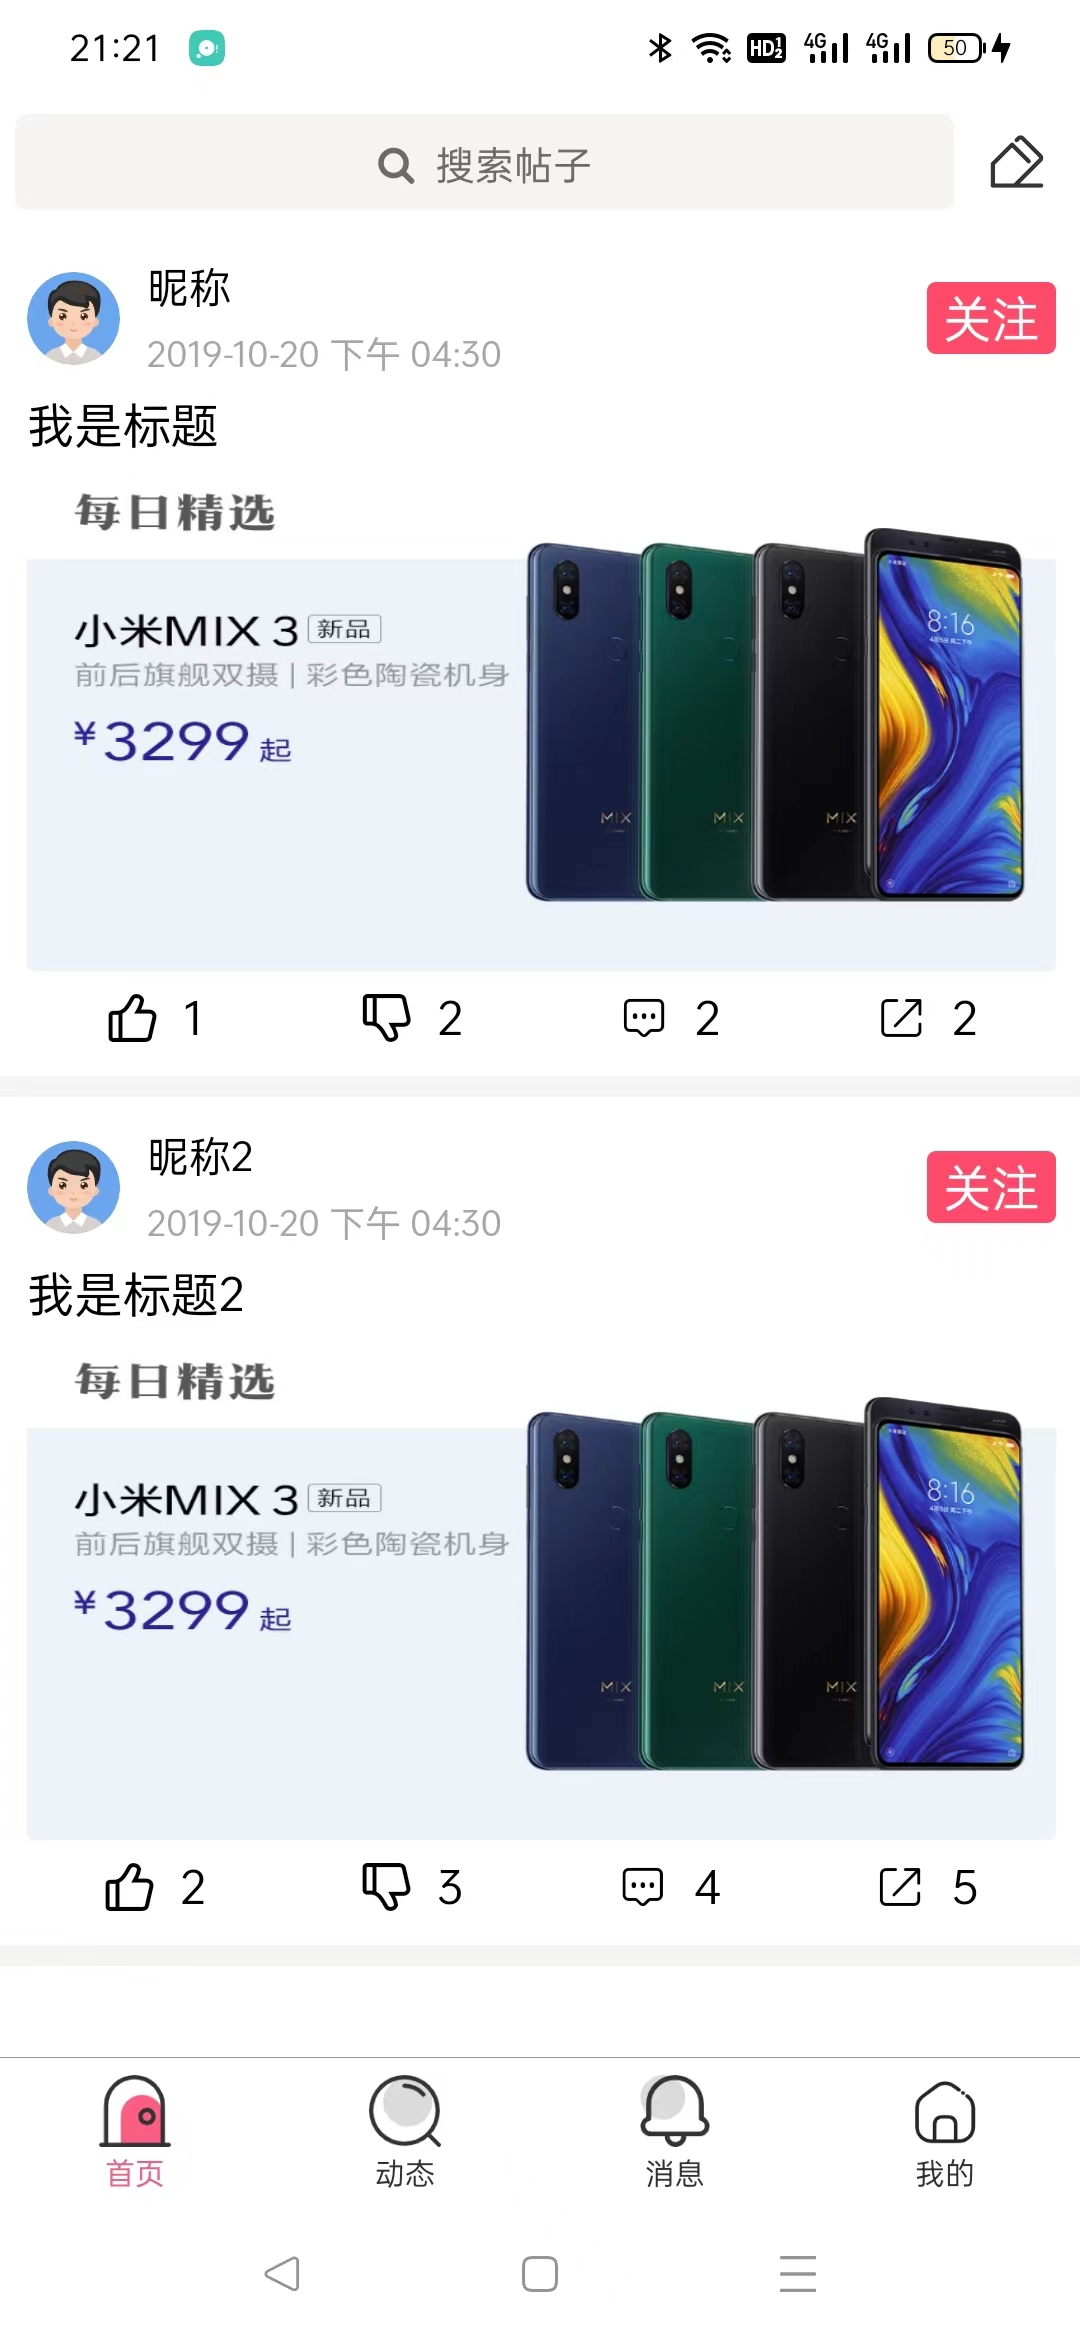 21:21
HD 1 2 4G 4G 50
搜索帖子
昵称
2019-10-20 下午 04:30
关注
我是标题
每日精选
小米MIX 3 新品
前后旗舰双摄 | 彩色陶瓷机身
¥3299 起
8:16
MIX MIX MIX
1 2 2 2
昵称2
2019-10-20 下午 04:30
关注
我是标题2
每日精选
小米MIX 3 新品
前后旗舰双摄 | 彩色陶瓷机身
¥3299 起
8:16
MIX MIX MIX
2 3 4 5
首页 动态 消息 我的